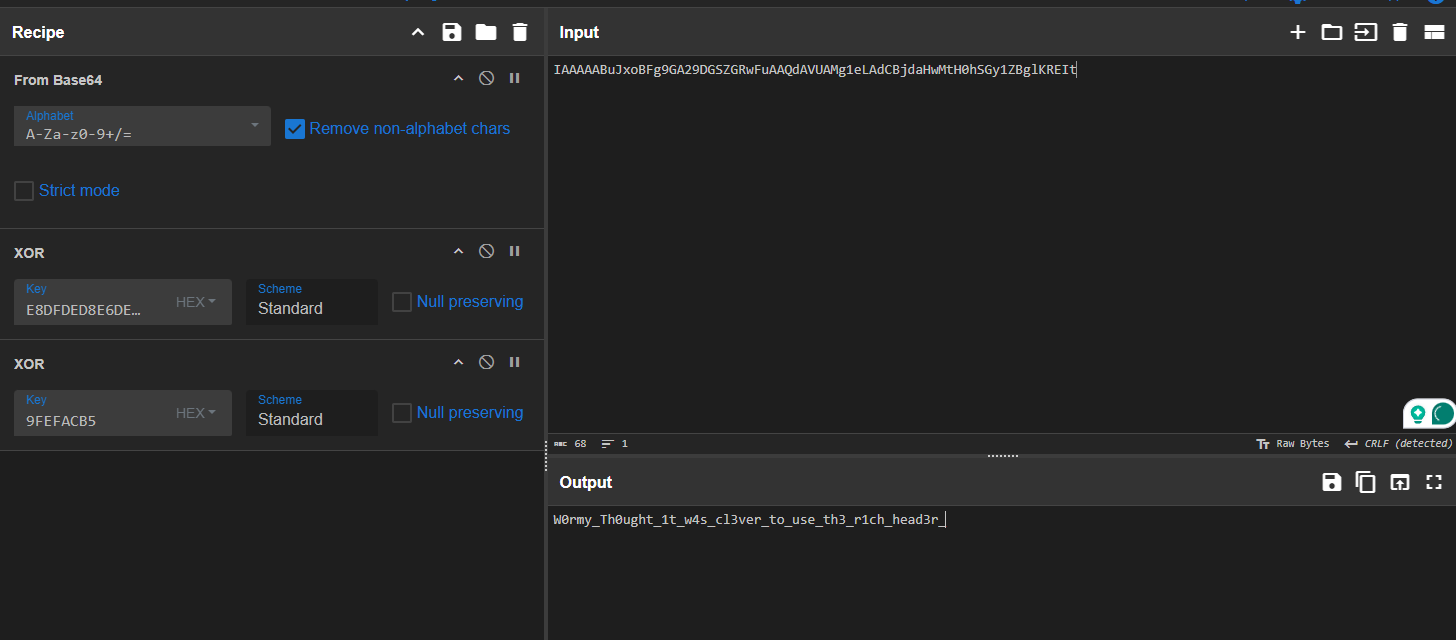 Recipe
From Base64
Alphabet
A-Za-z0-9+/=
Remove non-alphabet chars
Strict mode
XOR
Key
E8DFDED8E6DE…
HEX
Scheme
Standard
Null preserving
XOR
Key
9FEFACB5
HEX
Scheme
Standard
Null preserving
Input
IAAAAABuJxoBFg9GA29DGSZGRwFuAAQdAVUAMg1eLAdCBjdaHwMtH0hSGy1ZBglKREIt
ABC 68 1
Raw Bytes
CRLF (detected)
Output
W0rmy_Th0ught_1t_w4s_cl3ver_to_use_th3_r1ch_head3r_